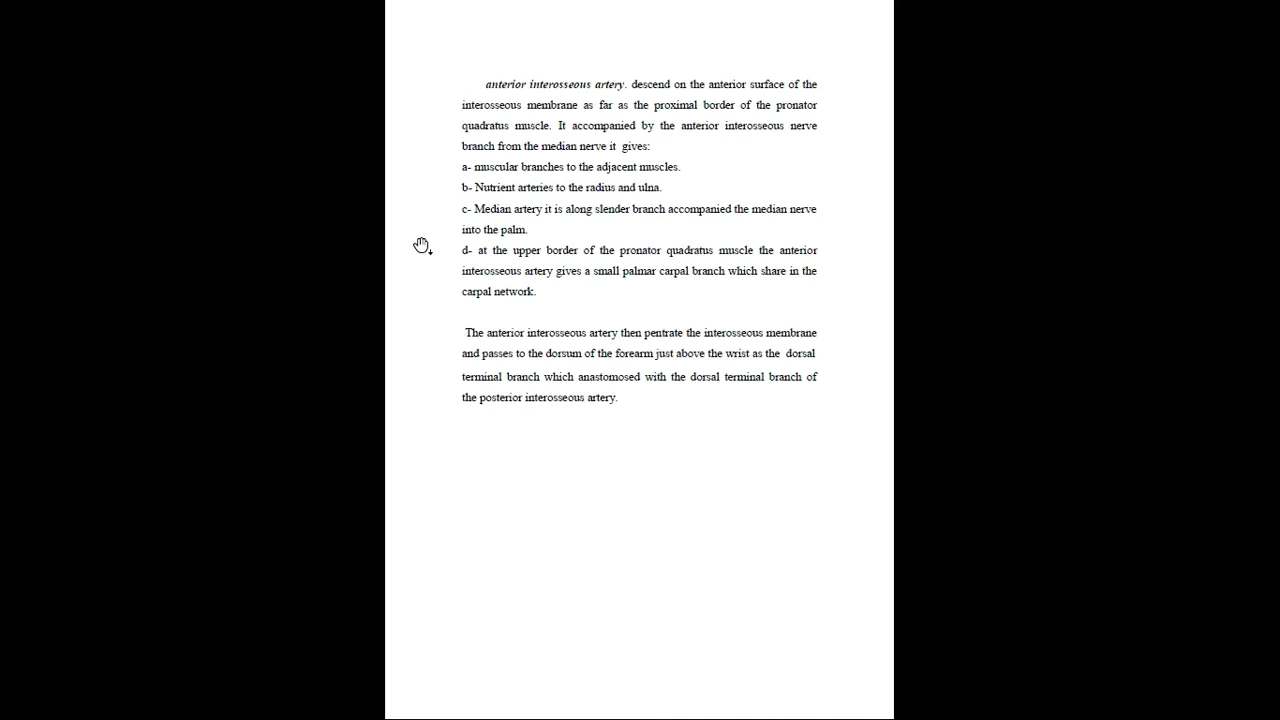 anterior interosseous artery. descend on the anterior surface of the
interosseous membrane as far as the proximal border of the pronator
quadratus muscle. It accompanied by the anterior interosseous nerve
branch from the median nerve it gives:
a- muscular branches to the adjacent muscles.
b- Nutrient arteries to the radius and ulna.
c- Median artery it is along slender branch accompanied the median nerve
into the palm.
d- at the upper border of the pronator quadratus muscle the anterior
interosseous artery gives a small palmar carpal branch which share in the
carpal network.
The anterior interosseous artery then pentrate the interosseous membrane
and passes to the dorsum of the forearm just above the wrist as the dorsal
terminal branch which anastomosed with the dorsal terminal branch of
the posterior interosseous artery.